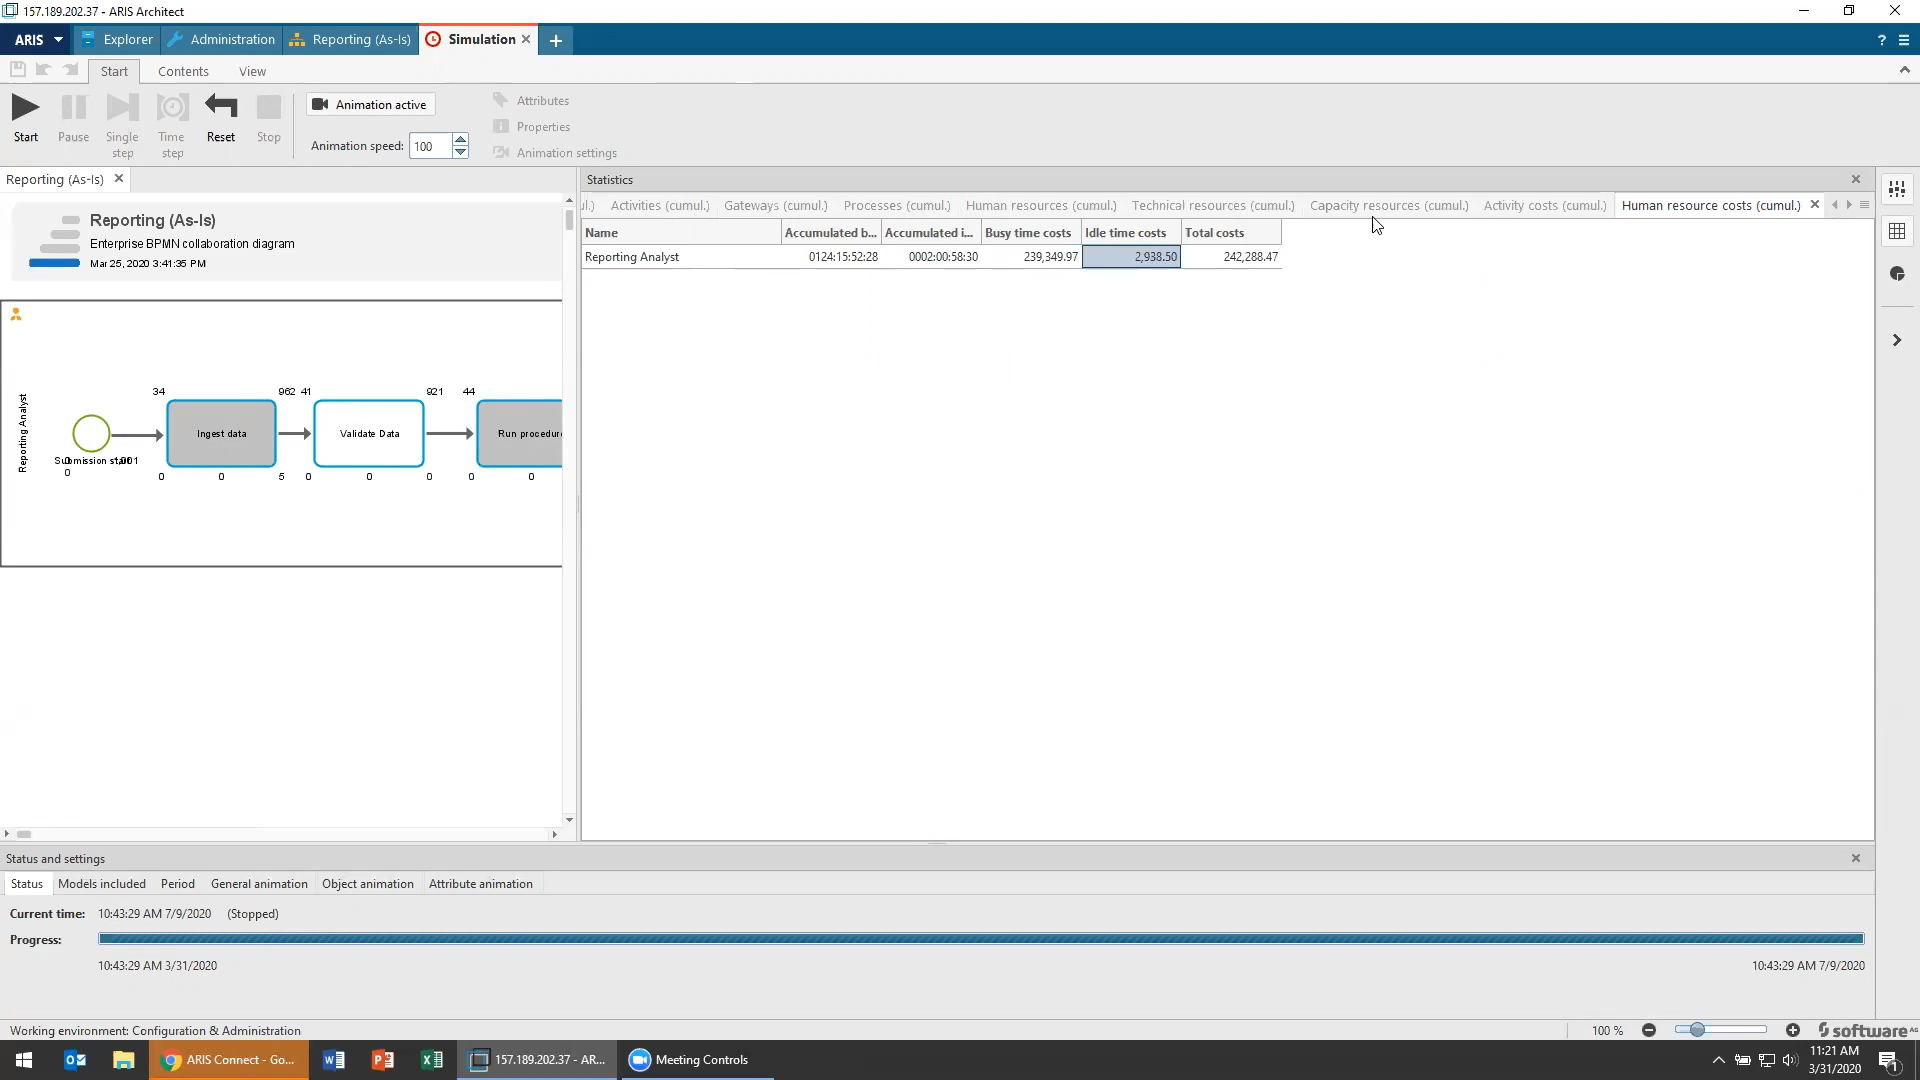 157.189.202.37 - ARIS Architect
ARIS Explorer Administration Reporting (As-Is) Simulation
Start Contents View
Start Pause Single step Time step Reset Stop
Animation active
Animation speed: 100
Attributes
Properties
Animation settings
Reporting (As-Is)
Reporting (As-Is)
Enterprise BPMN collaboration diagram
Mar 25, 2020 3:41:35 PM
Reporting Analyst
34 962 41 921 44
Ingest data Validate Data Run procedure
0 0 5 0 0 0 0 0
Statistics
ul.) Activities (cumul.) Gateways (cumul.) Processes (cumul.) Human resources (cumul.) Technical resources (cumul.) Capacity resources (cumul.) Activity costs (cumul.) Human resource costs (cumul.)
Name Accumulated b... Accumulated i... Busy time costs Idle time costs Total costs
Reporting Analyst 0124:15:52:28 0002:00:58:30 239,349.97 2,938.50 242,288.47
Status and settings
Status Models included Period General animation Object animation Attribute animation
Current time: 10:43:29 AM 7/9/2020 (Stopped)
Progress:
10:43:29 AM 3/31/2020 10:43:29 AM 7/9/2020
Working environment: Configuration & Administration 100 % software AG
ARIS Connect - Go... 157.189.202.37 - AR... Meeting Controls
11:21 AM
3/31/2020